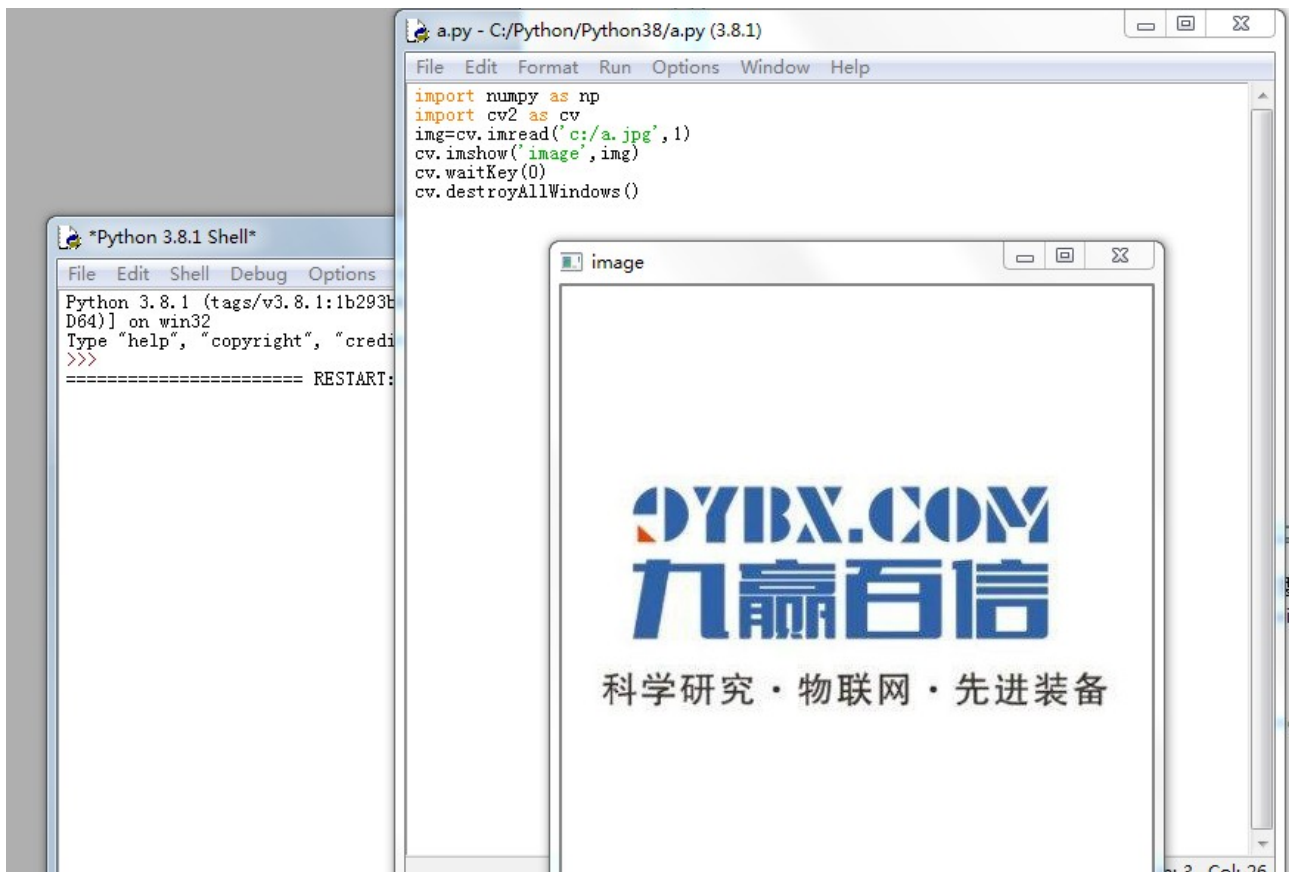 a.py - C:/Python/Python38/a.py (3.8.1)
File Edit Format Run Options Window Help
import numpy as np
import cv2 as cv
img=cv.imread('c:/a.jpg',1)
cv.imshow('image',img)
cv.waitKey(0)
cv.destroyAllWindows()
*Python 3.8.1 Shell*
File Edit Shell Debug Options
Python 3.8.1 (tags/v3.8.1:1b293b
D64)] on win32
Type "help", "copyright", "credi
>>>
======================= RESTART:
image
9YBX.COM
九赢百信
科学研究·物联网·先进装备
3 Col: 26